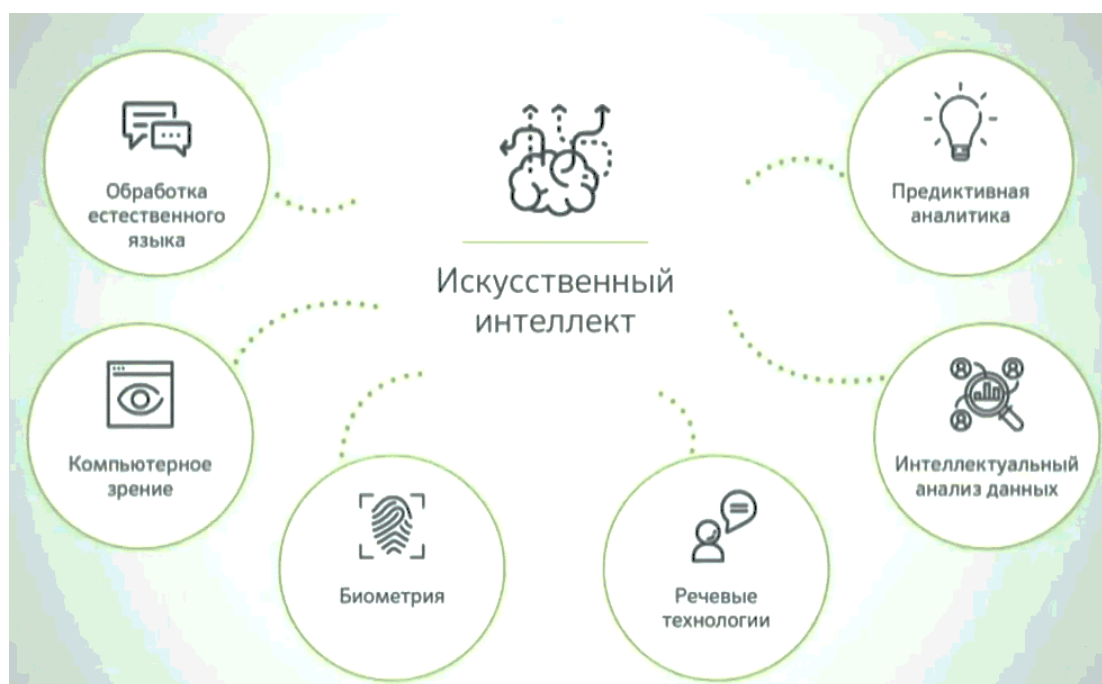 Искусственный
интеллект
Обработка
естественного
языка
Компьютерное
зрение
Биометрия
Речевые
технологии
Интеллектуальный
анализ данных
Предиктивная
аналитика